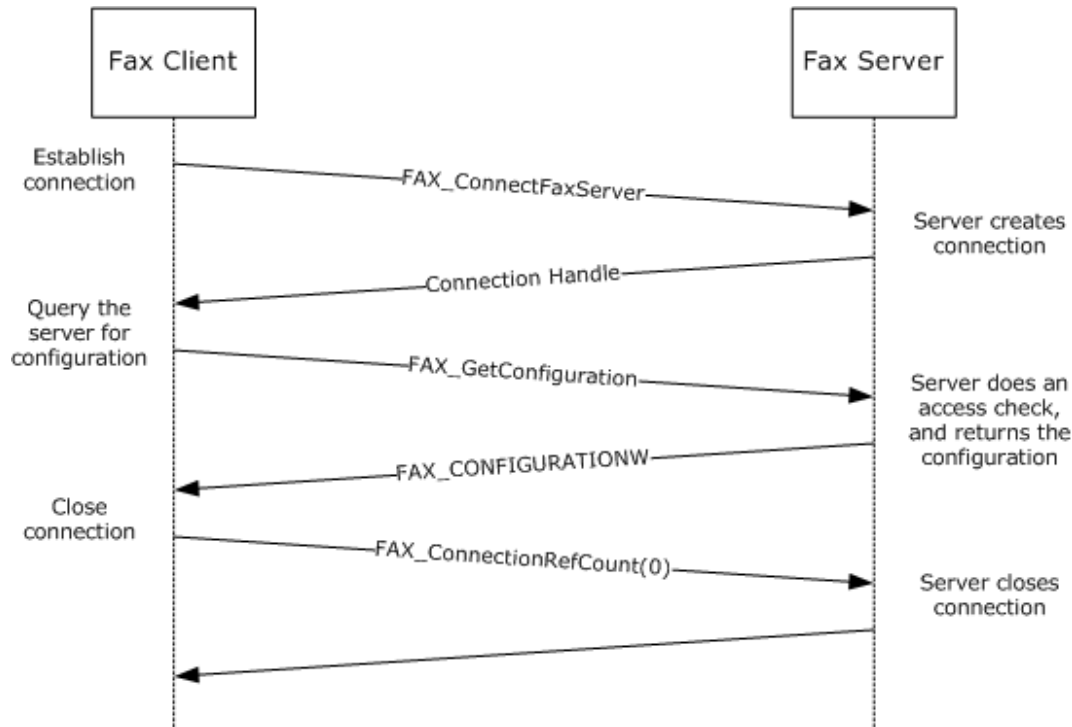 Fax Client
Fax Server
Establish
connection
FAX_ConnectFaxServer
Server creates
connection
Connection Handle
Query the
server for
configuration
FAX_GetConfiguration
Server does an
access check,
and returns the
configuration
FAX_CONFIGURATIONW
Close
connection
FAX_ConnectionRefCount(0)
Server closes
connection